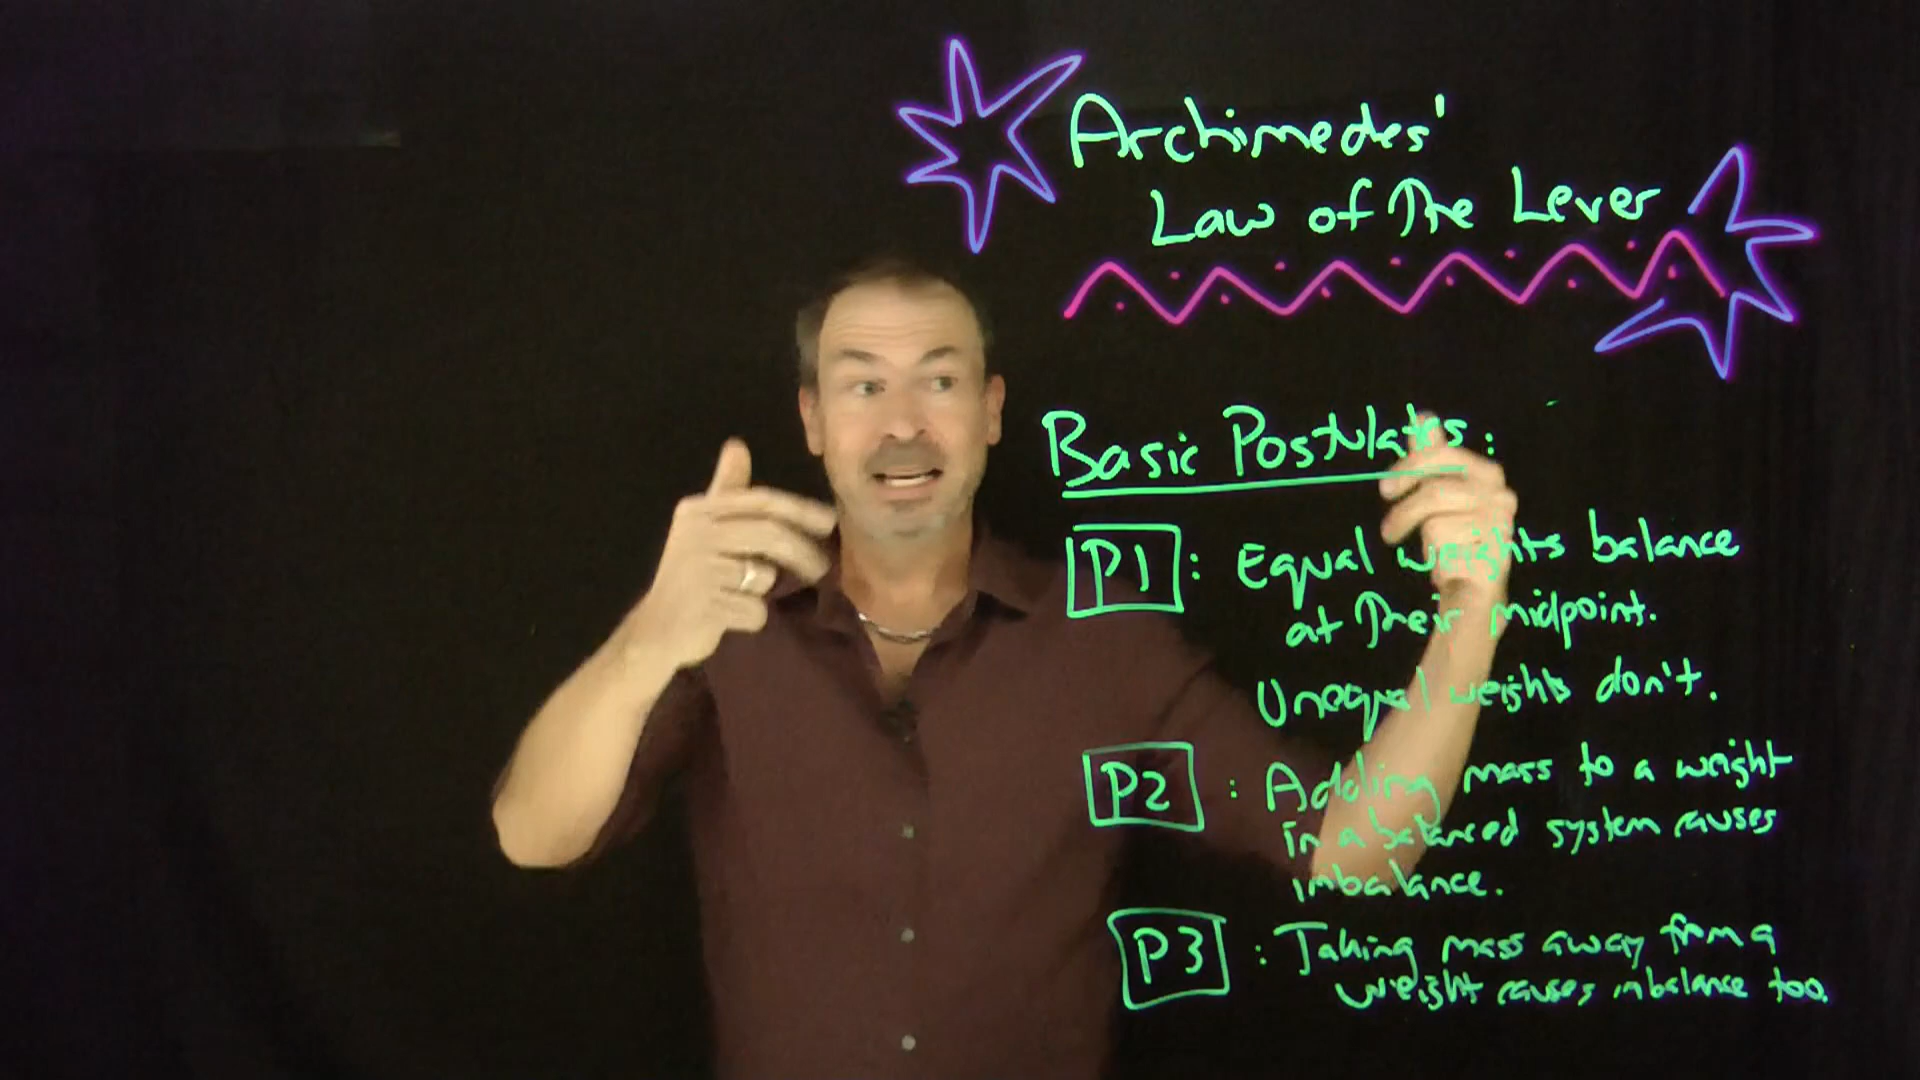 Archimedes'
Law of The Lever
Basic Postulates:
P1: Equal weights balance
at Their midpoint.
Unequal weights don't.
P2: Adding mass to a weight
in a balanced system causes
imbalance.
P3: Taking mass away from a
weight causes imbalance too.